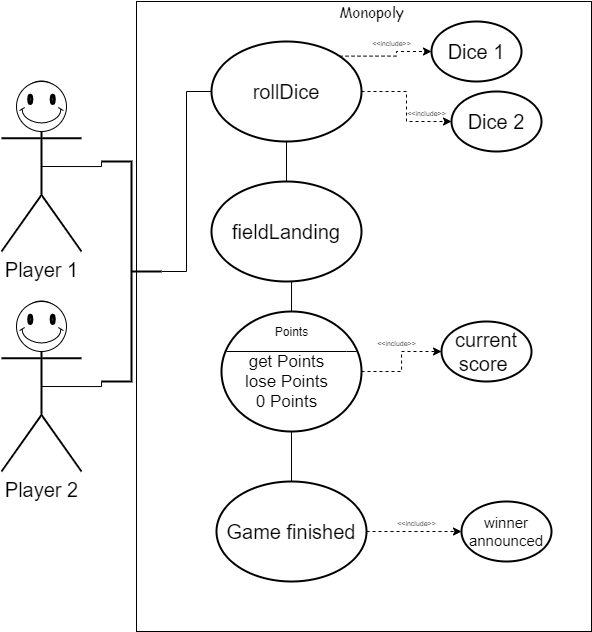 Monopoly
<<include>>
Dice 1
rollDice
<<include>>
Dice 2
Player 1
fieldLanding
Points
get Points
lose Points
0 Points
<<include>>
current
score
Player 2
Game finished
<<include>>
winner
announced